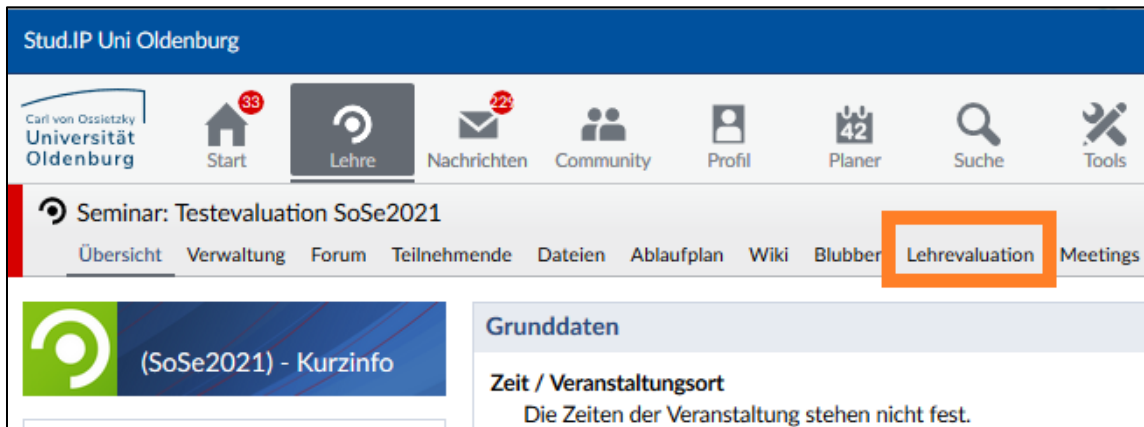 Stud.IP Uni Oldenburg
Carl von Ossietzky
Universität
Oldenburg
33
Start
Lehre
229
Nachrichten
Community
Profil
42
Planer
Suche
Tools
Seminar: Testevaluation SoSe2021
Übersicht Verwaltung Forum Teilnehmende Dateien Ablaufplan Wiki Blubber Lehrevaluation Meetings
(SoSe2021) - Kurzinfo
Grunddaten
Zeit / Veranstaltungsort
Die Zeiten der Veranstaltung stehen nicht fest.